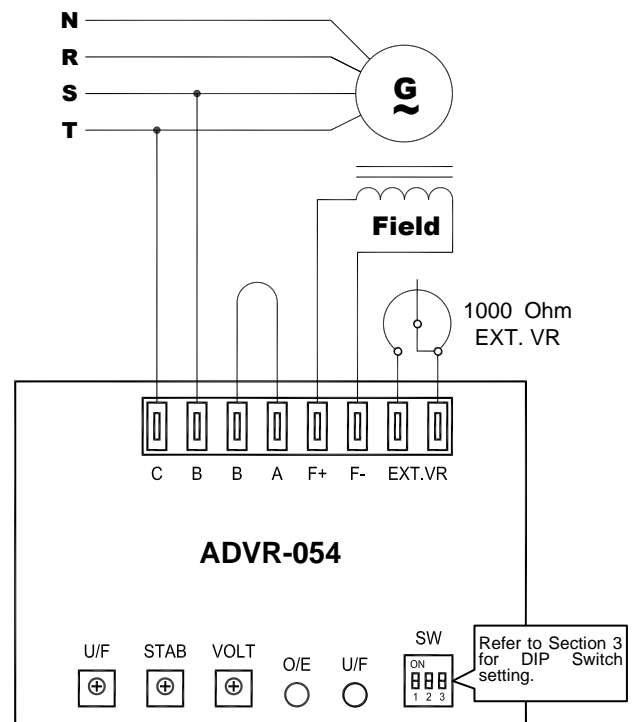 N
R
S
T
G
~
Field
1000 Ohm
EXT. VR
C B B A F+ F- EXT.VR
ADVR-054
U/F STAB VOLT O/E U/F SW
ON
1 2 3
Refer to Section 3
for DIP Switch
setting.